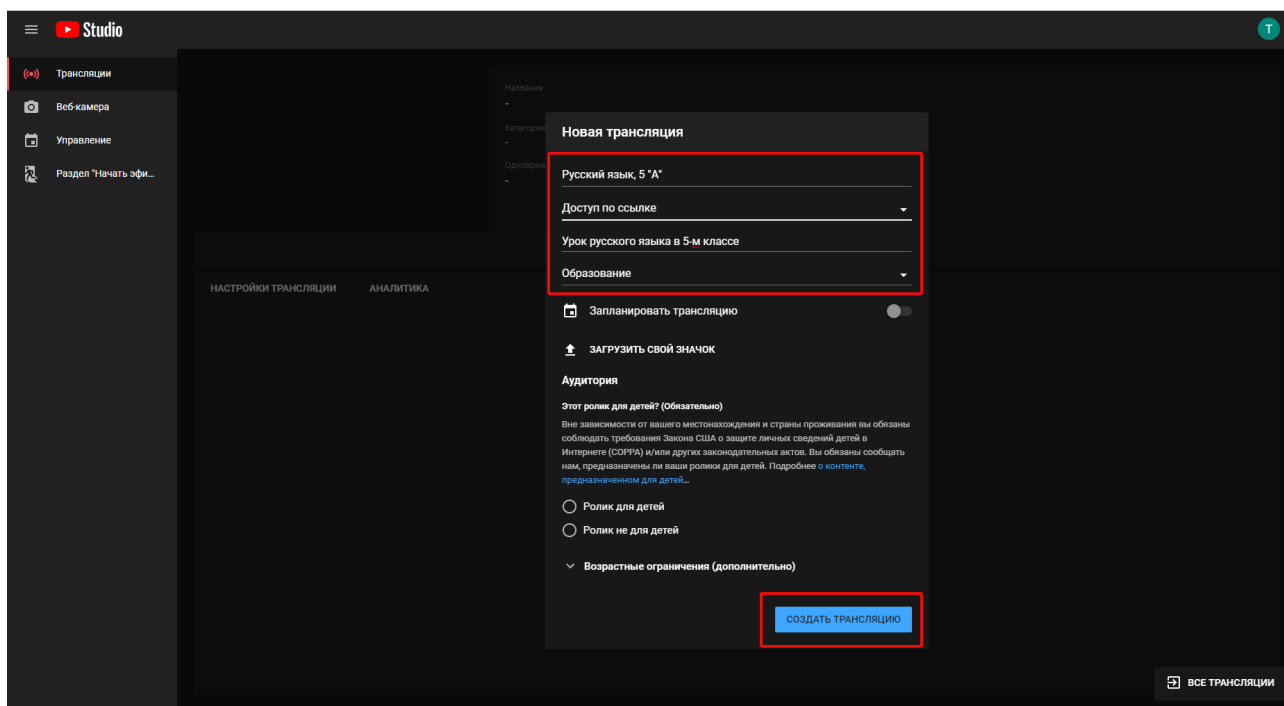 Studio
T
Трансляции
Веб-камера
Управление
Раздел "Начать эфи...
Название
-
Категория
-
Одноврем
-
НАСТРОЙКИ ТРАНСЛЯЦИИ
АНАЛИТИКА
Новая трансляция
Русский язык, 5 "А"
Доступ по ссылке
Урок русского языка в 5-м классе
Образование
Запланировать трансляцию
ЗАГРУЗИТЬ СВОЙ ЗНАЧОК
Аудитория
Этот ролик для детей? (Обязательно)
Вне зависимости от вашего местонахождения и страны проживания вы обязаны
соблюдать требования Закона США о защите личных сведений детей в
Интернете (COPPA) и/или других законодательных актов. Вы обязаны сообщать
нам, предназначены ли ваши ролики для детей. Подробнее о контенте,
предназначенном для детей...
Ролик для детей
Ролик не для детей
Возрастные ограничения (дополнительно)
СОЗДАТЬ ТРАНСЛЯЦИЮ
ВСЕ ТРАНСЛЯЦИИ